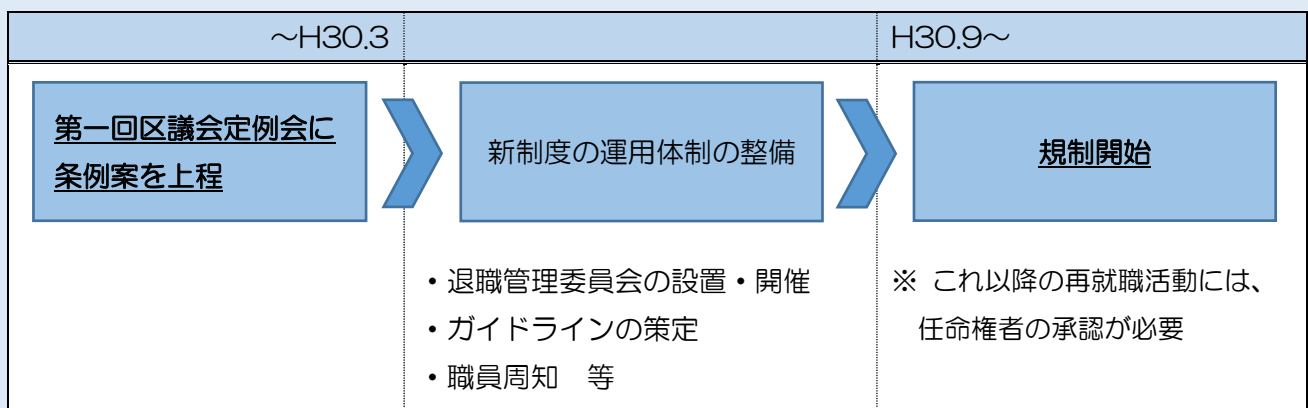 ～H30.3
H30.9～
第一回区議会定例会に
条例案を上程
新制度の運用体制の整備
規制開始
・退職管理委員会の設置・開催
・ガイドラインの策定
・職員周知　等
※ これ以降の再就職活動には、
任命権者の承認が必要